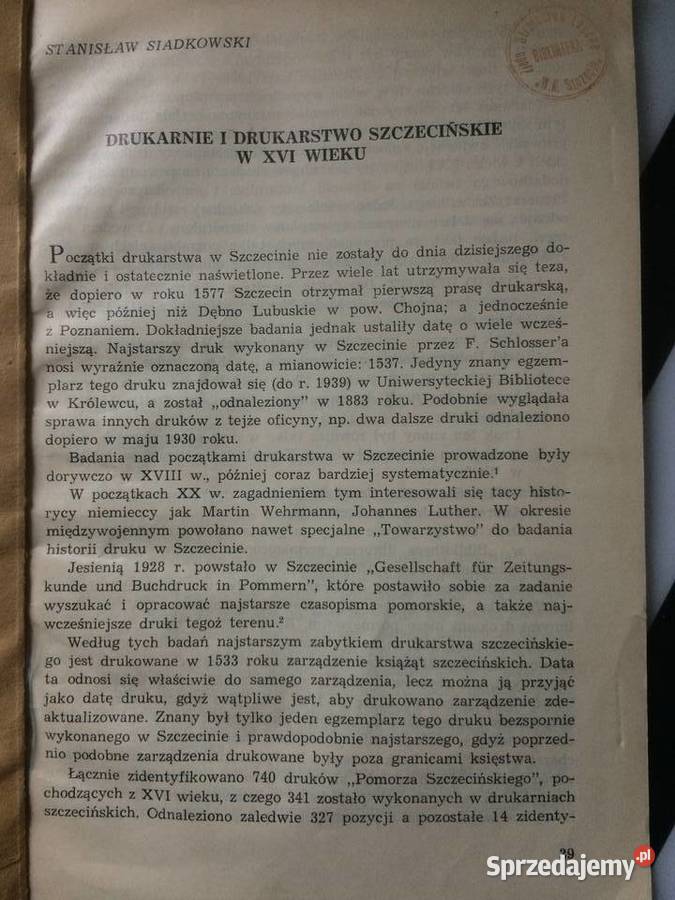 STANISŁAW SIADKOWSKI
BIBLIOTEKA
DRUKARNIE I DRUKARSTWO SZCZECIŃSKIE
W XVI WIEKU
Początki drukarstwa w Szczecinie nie zostały do dnia dzisiejszego do-
kładnie i ostatecznie naświetlone. Przez wiele lat utrzymywała się teza,
że dopiero w roku 1577 Szczecin otrzymał pierwszą prasę drukarską,
a więc później niż Dębno Lubuskie w pow. Chojna; a jednocześnie
z Poznaniem. Dokładniejsze badania jednak ustaliły datę o wiele wcześ-
niejszą. Najstarszy druk wykonany w Szczecinie przez F. Schlosser'a
nosi wyraźnie oznaczoną datę, a mianowicie: 1537. Jedyny znany egzem-
plarz tego druku znajdował się (do r. 1939) w Uniwersyteckiej Bibliotece
w Królewcu, a został „odnaleziony" w 1883 roku. Podobnie wyglądała
sprawa innych druków z tejże oficyny, np. dwa dalsze druki odnaleziono
dopiero w maju 1930 roku.
Badania nad początkami drukarstwa w Szczecinie prowadzone były
dorywczo w XVIII w., później coraz bardziej systematycznie.¹
W początkach XX w. zagadnieniem tym interesowali się tacy histo-
rycy niemieccy jak Martin Wehrmann, Johannes Luther. W okresie
międzywojennym powołano nawet specjalne „Towarzystwo" do badania
historii druku w Szczecinie.
Jesienią 1928 r. powstało w Szczecinie „Gesellschaft für Zeitungs-
kunde und Buchdruck in Pommern", które postawiło sobie za zadanie
wyszukać i opracować najstarsze czasopisma pomorskie, a także naj-
wcześniejsze druki tegoż terenu.²
Według tych badań najstarszym zabytkiem drukarstwa szczecińskie-
go jest drukowane w 1533 roku zarządzenie książąt szczecińskich. Data
ta odnosi się właściwie do samego zarządzenia, lecz można ją przyjąć
jako datę druku, gdyż wątpliwe jest, aby drukowano zarządzenie zde-
aktualizowane. Znany był tylko jeden egzemplarz tego druku bezspornie
wykonanego w Szczecinie i prawdopodobnie najstarszego, gdyż poprzed-
nio podobne zarządzenia drukowane były poza granicami księstwa.
Łącznie zidentyfikowano 740 druków „Pomorza Szczecińskiego", po-
chodzących z XVI wieku, z czego 341 zostało wykonanych w drukarniach
szczecińskich. Odnaleziono zaledwie 327 pozycji a pozostałe 14 zidenty-
39
Sprzedajemy.pl